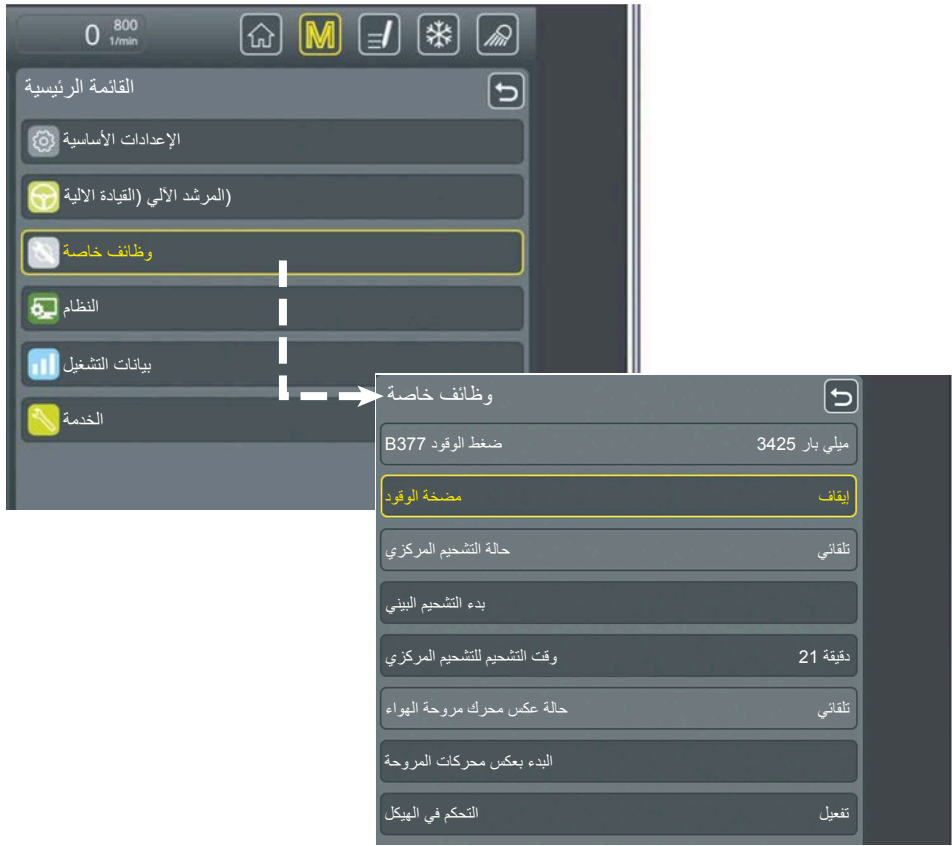 0 800 1/min
القائمة الرئيسية
الإعدادات الأساسية
المرشد الآلي (القيادة الالية)
وظائف خاصة
النظام
بيانات التشغيل
الخدمة
وظائف خاصة
ضغط الوقود B377 3425 ميلي بار
مضخة الوقود إيقاف
حالة التشحيم المركزي تلقائي
بدء التشحيم البيني
وقت التشحيم للتشحيم المركزي 21 دقيقة
حالة عكس محرك مروحة الهواء تلقائي
البدء بعكس محركات المروحة
التحكم في الهيكل تفعيل